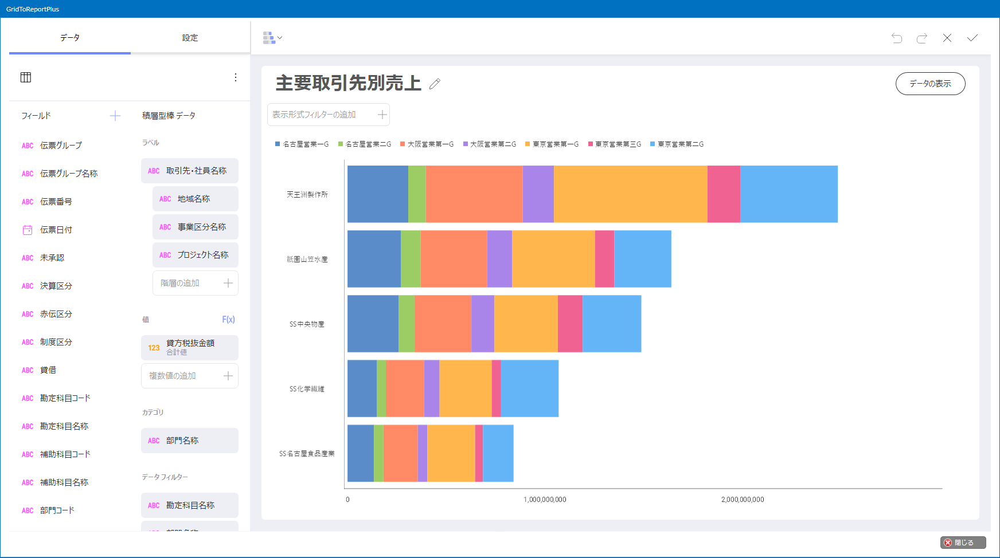 GridToReportPlus
データ
設定
フィールド
ABC 伝票グループ
ABC 伝票グループ名称
ABC 伝票番号
伝票日付
ABC 未承認
ABC 決算区分
ABC 赤伝区分
ABC 制度区分
ABC 貸借
ABC 勘定科目コード
ABC 勘定科目名称
ABC 補助科目コード
ABC 補助科目名称
ABC 部門コード
積層型棒 データ
ラベル
ABC 取引先・社員名称
ABC 地域名称
ABC 事業区分名称
ABC プロジェクト名称
階層の追加
値 F(x)
123 貸方税抜金額
合計値
複数値の追加
カテゴリ
ABC 部門名称
データ フィルター
ABC 勘定科目名称
主要取引先別売上
データの表示
表示形式フィルターの追加
名古屋営業一G 名古屋営業二G 大阪営業第一G 大阪営業第二G 東京営業第一G 東京営業第三G 東京営業第二G
天王洲製作所
祇園山笠水産
SS中央物産
SS化学繊維
SS名古屋食品産業
0 1,000,000,000 2,000,000,000
閉じる